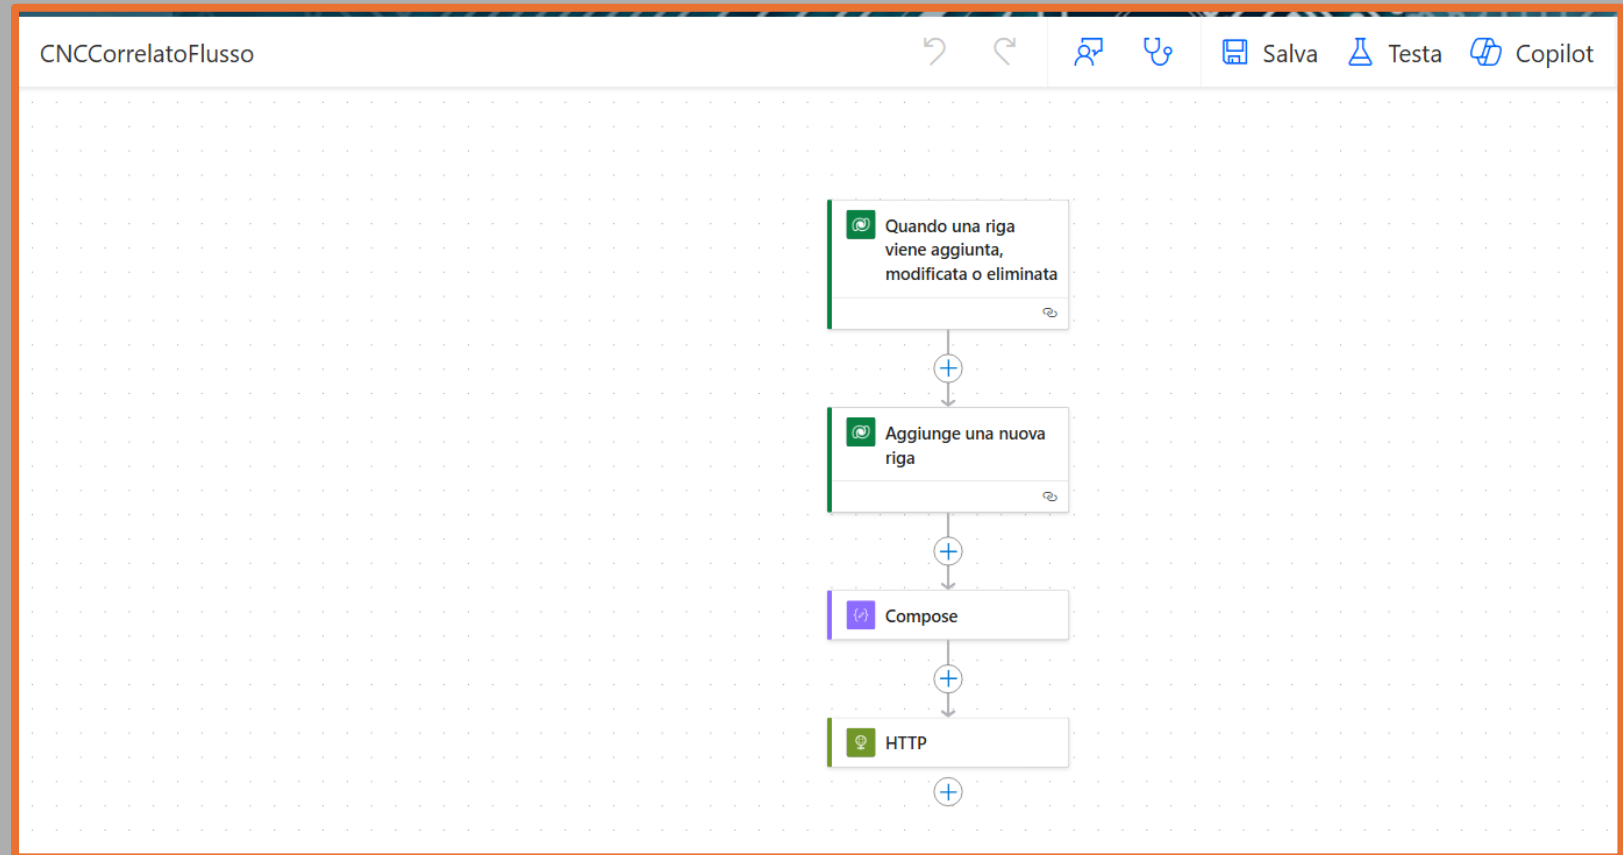 CNCCorrelatoFlusso
Salva
Testa
Copilot
Quando una riga
viene aggiunta,
modificata o eliminata
Aggiunge una nuova
riga
Compose
HTTP